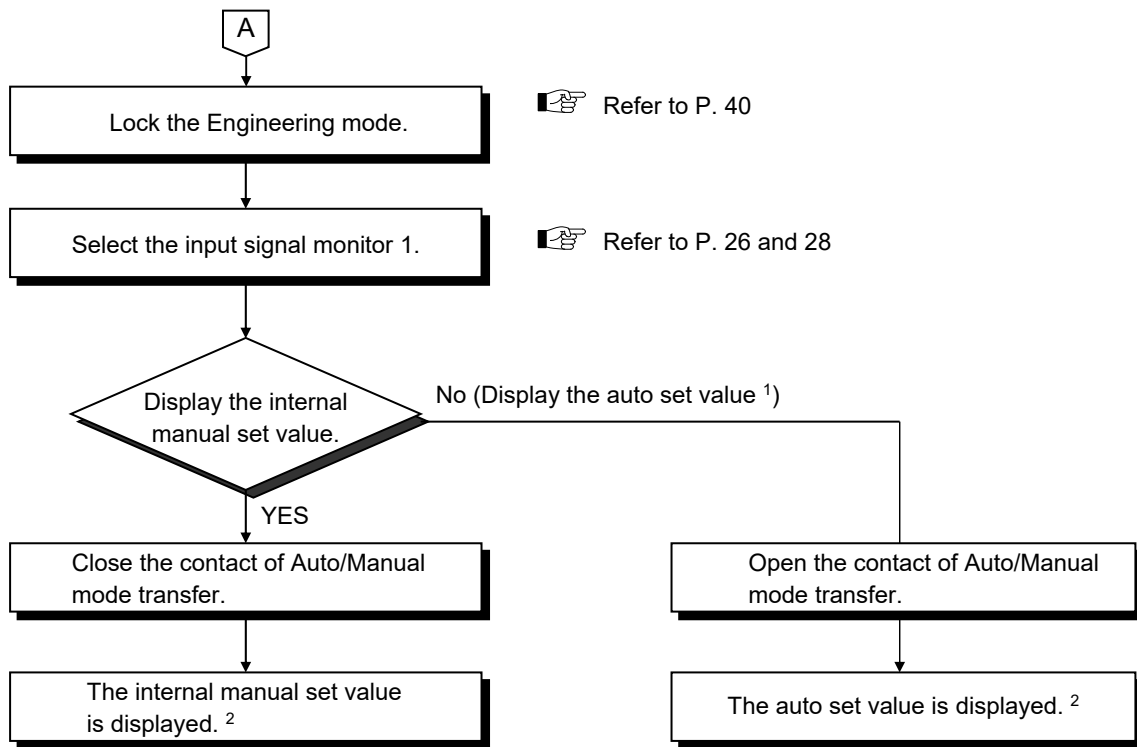 A
Lock the Engineering mode.
Refer to P. 40
Select the input signal monitor 1.
Refer to P. 26 and 28
Display the internal
manual set value.
No (Display the auto set value 1)
YES
Close the contact of Auto/Manual
mode transfer.
Open the contact of Auto/Manual
mode transfer.
The internal manual set value
is displayed. 2
The auto set value is displayed. 2